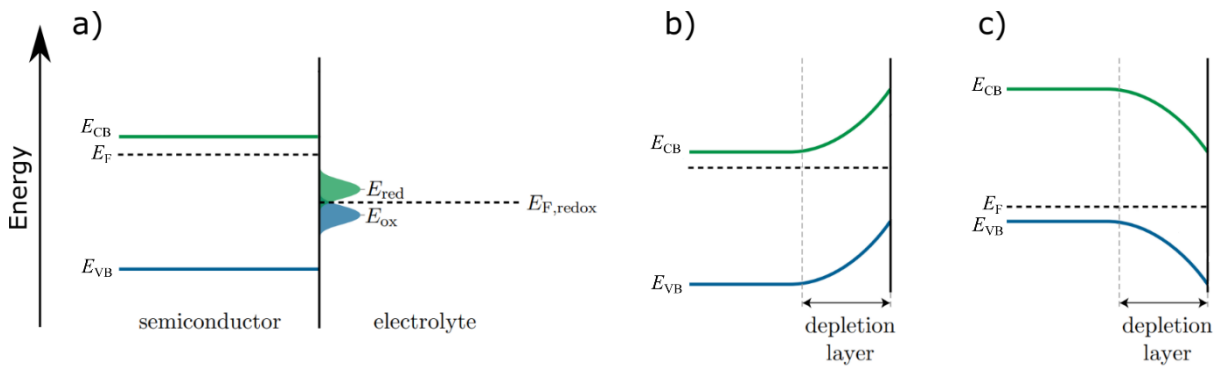 a)
b)
c)
Energy
E_CB
E_F
E_red
E_F,redox
E_ox
E_VB
semiconductor
electrolyte
E_CB
E_VB
depletion
layer
E_CB
E_F
E_VB
depletion
layer